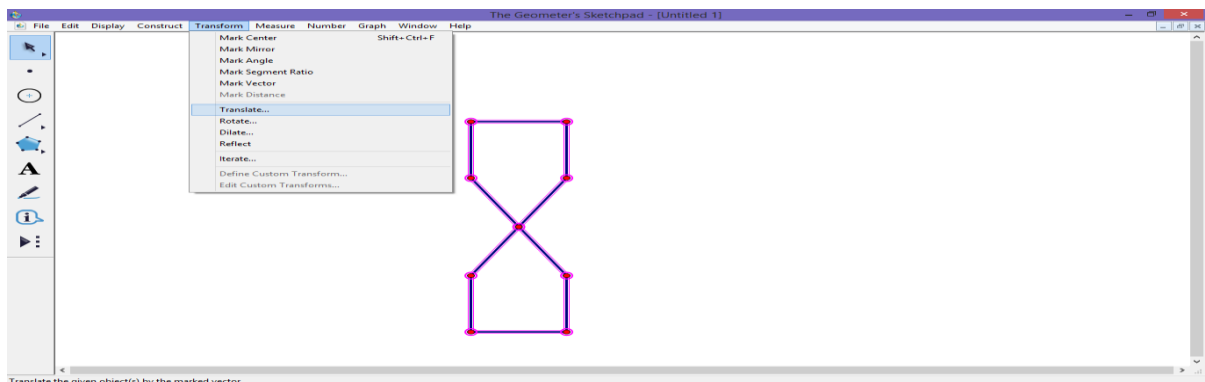 The Geometer's Sketchpad - [Untitled 1]
File Edit Display Construct Transform Measure Number Graph Window Help
Mark Center Shift+Ctrl+F
Mark Mirror
Mark Angle
Mark Segment Ratio
Mark Vector
Mark Distance
Translate...
Rotate...
Dilate...
Reflect
Iterate...
Define Custom Transform...
Edit Custom Transforms...
A
i
Translate the given object(s) by the marked vector